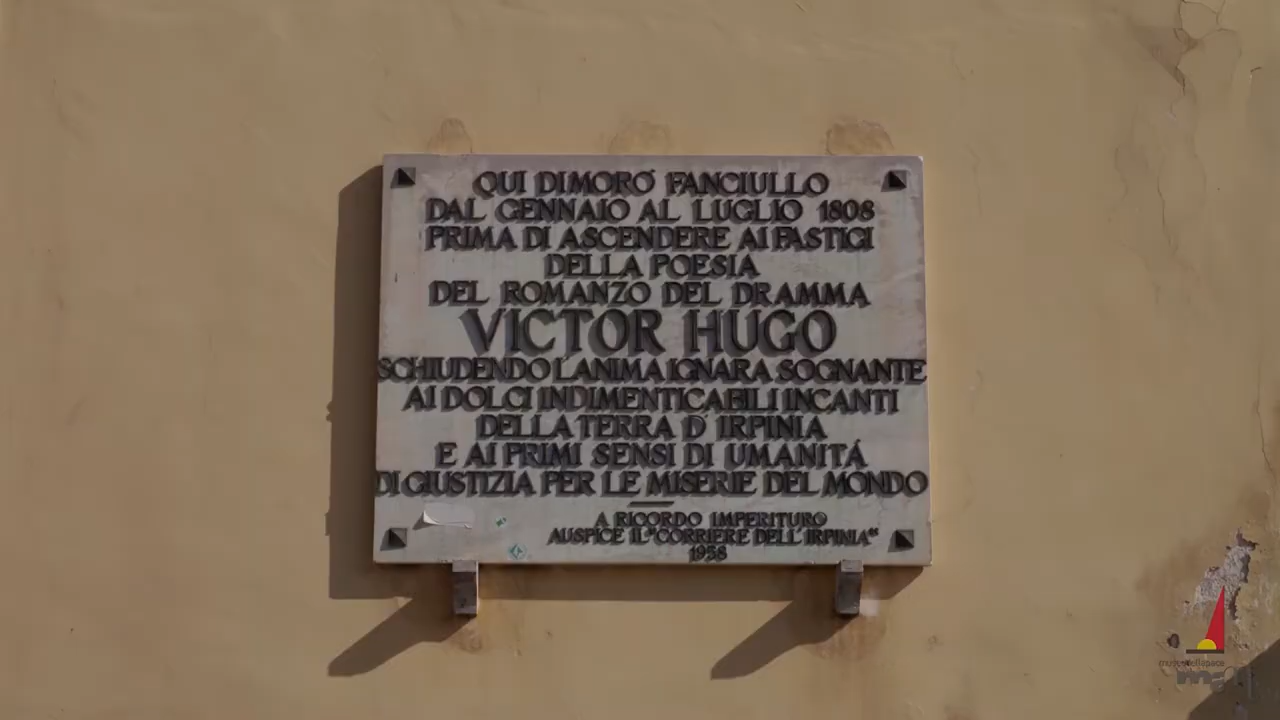 QUI DIMORÒ FANCIULLO
DAL GENNAIO AL LUGLIO 1808
PRIMA DI ASCENDERE AI FASTIGI
DELLA POESIA
DEL ROMANZO DEL DRAMMA
VICTOR HUGO
SCHIUDENDO L'ANIMA IGNARA SOGNANTE
AI DOLCI INDIMENTICABILI INCANTI
DELLA TERRA D'IRPINIA
E AI PRIMI SENSI DI UMANITÁ
DI GIUSTIZIA PER LE MISERIE DEL MONDO
A RICORDO IMPERITURO
AUSPICE IL "CORRIERE DELL'IRPINIA"
1958